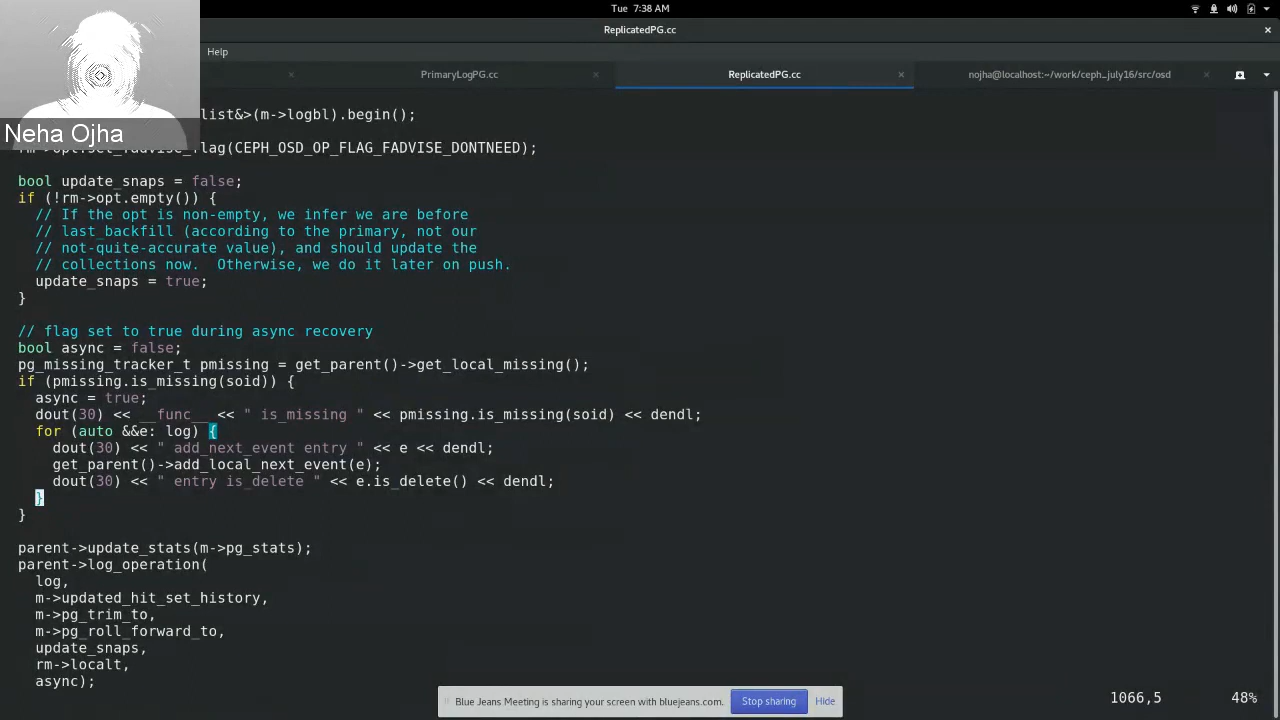 Tue  7:38 AM
ReplicatedPG.cc
Help
PrimaryLogPG.cc
ReplicatedPG.cc
nojha@localhost:~/work/ceph_july16/src/osd
Neha Ojha
list&>(m->logbl).begin();
rm->opt.set_fadvise_flag(CEPH_OSD_OP_FLAG_FADVISE_DONTNEED);
bool update_snaps = false;
if (!rm->opt.empty()) {
// If the opt is non-empty, we infer we are before
// last_backfill (according to the primary, not our
// not-quite-accurate value), and should update the
// collections now.  Otherwise, we do it later on push.
update_snaps = true;
}
// flag set to true during async recovery
bool async = false;
pg_missing_tracker_t pmissing = get_parent()->get_local_missing();
if (pmissing.is_missing(soid)) {
async = true;
dout(30) << __func__ << " is_missing " << pmissing.is_missing(soid) << dendl;
for (auto &&e: log) {
dout(30) << " add_next_event entry " << e << dendl;
get_parent()->add_local_next_event(e);
dout(30) << " entry is_delete " << e.is_delete() << dendl;
}
}
parent->update_stats(m->pg_stats);
parent->log_operation(
log,
m->updated_hit_set_history,
m->pg_trim_to,
m->pg_roll_forward_to,
update_snaps,
rm->localt,
async);
1066,5
48%
Blue Jeans Meeting is sharing your screen with bluejeans.com.
Stop sharing
Hide